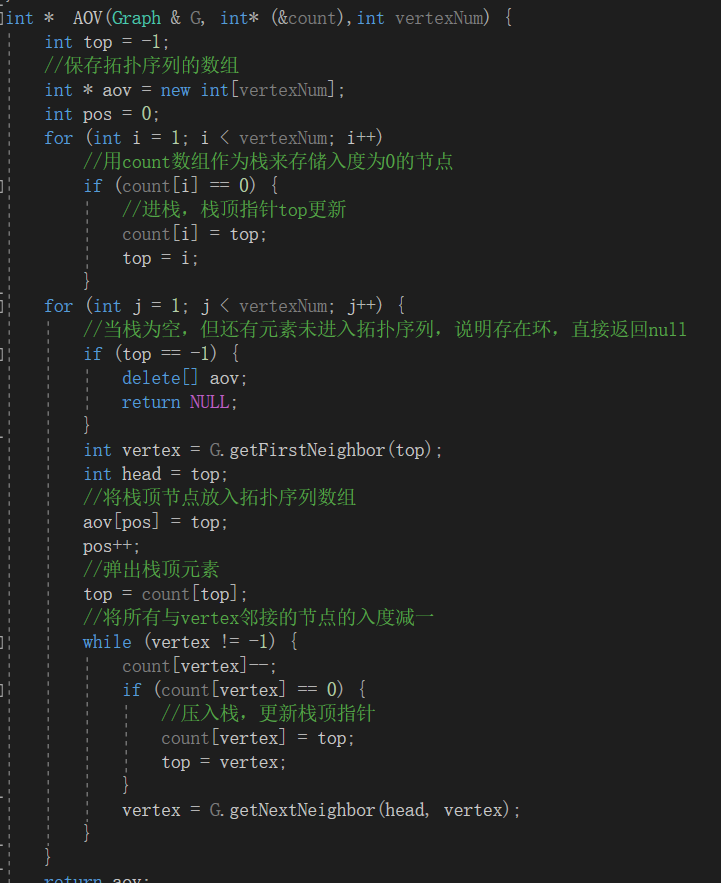 int * AOV(Graph & G, int* (&count),int vertexNum) {
int top = -1;
//保存拓扑序列的数组
int * aov = new int[vertexNum];
int pos = 0;
for (int i = 1; i < vertexNum; i++)
//用count数组作为栈来存储入度为0的节点
if (count[i] == 0) {
//进栈，栈顶指针top更新
count[i] = top;
top = i;
}
for (int j = 1; j < vertexNum; j++) {
//当栈为空，但还有元素未进入拓扑序列，说明存在环，直接返回null
if (top == -1) {
delete[] aov;
return NULL;
}
int vertex = G.getFirstNeighbor(top);
int head = top;
//将栈顶节点放入拓扑序列数组
aov[pos] = top;
pos++;
//弹出栈顶元素
top = count[top];
//将所有与vertex邻接的节点的入度减一
while (vertex != -1) {
count[vertex]--;
if (count[vertex] == 0) {
//压入栈，更新栈顶指针
count[vertex] = top;
top = vertex;
}
vertex = G.getNextNeighbor(head, vertex);
}
}
return aov;